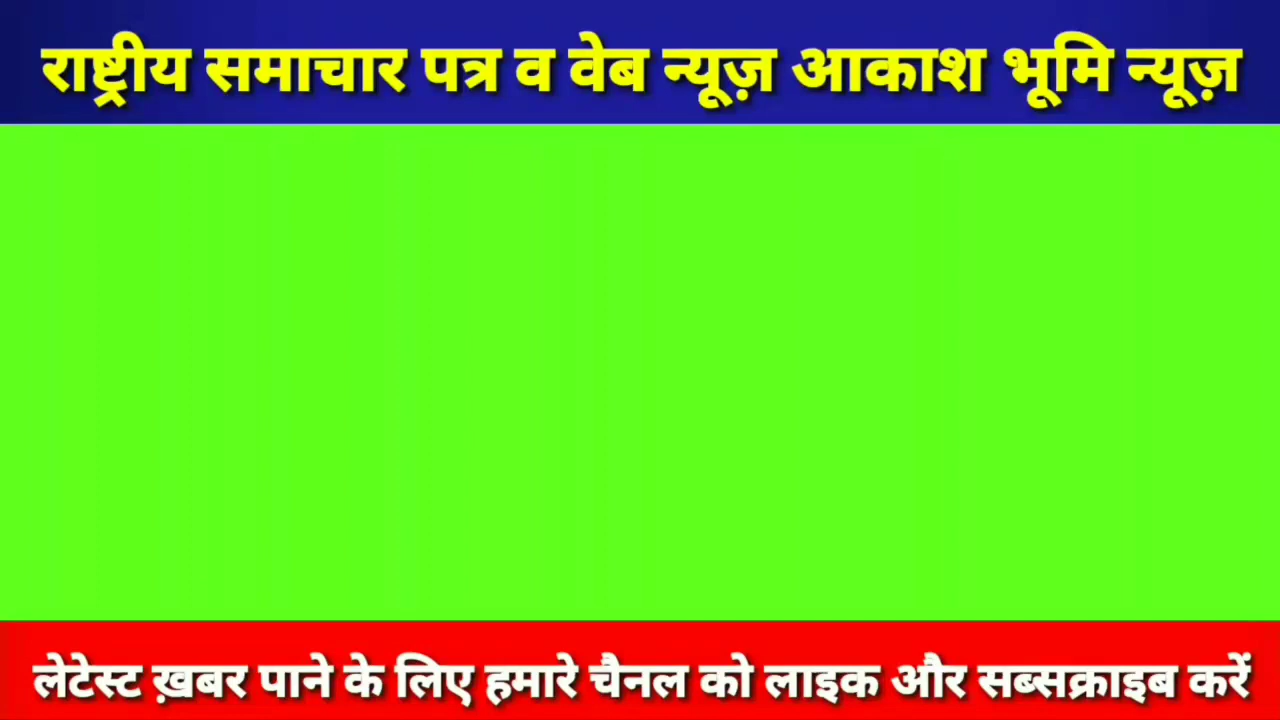 राष्ट्रीय समाचार पत्र व वेब न्यूज़ आकाश भूमि न्यूज़
लेटेस्ट ख़बर पाने के लिए हमारे चैनल को लाइक और सब्सक्राइब करें